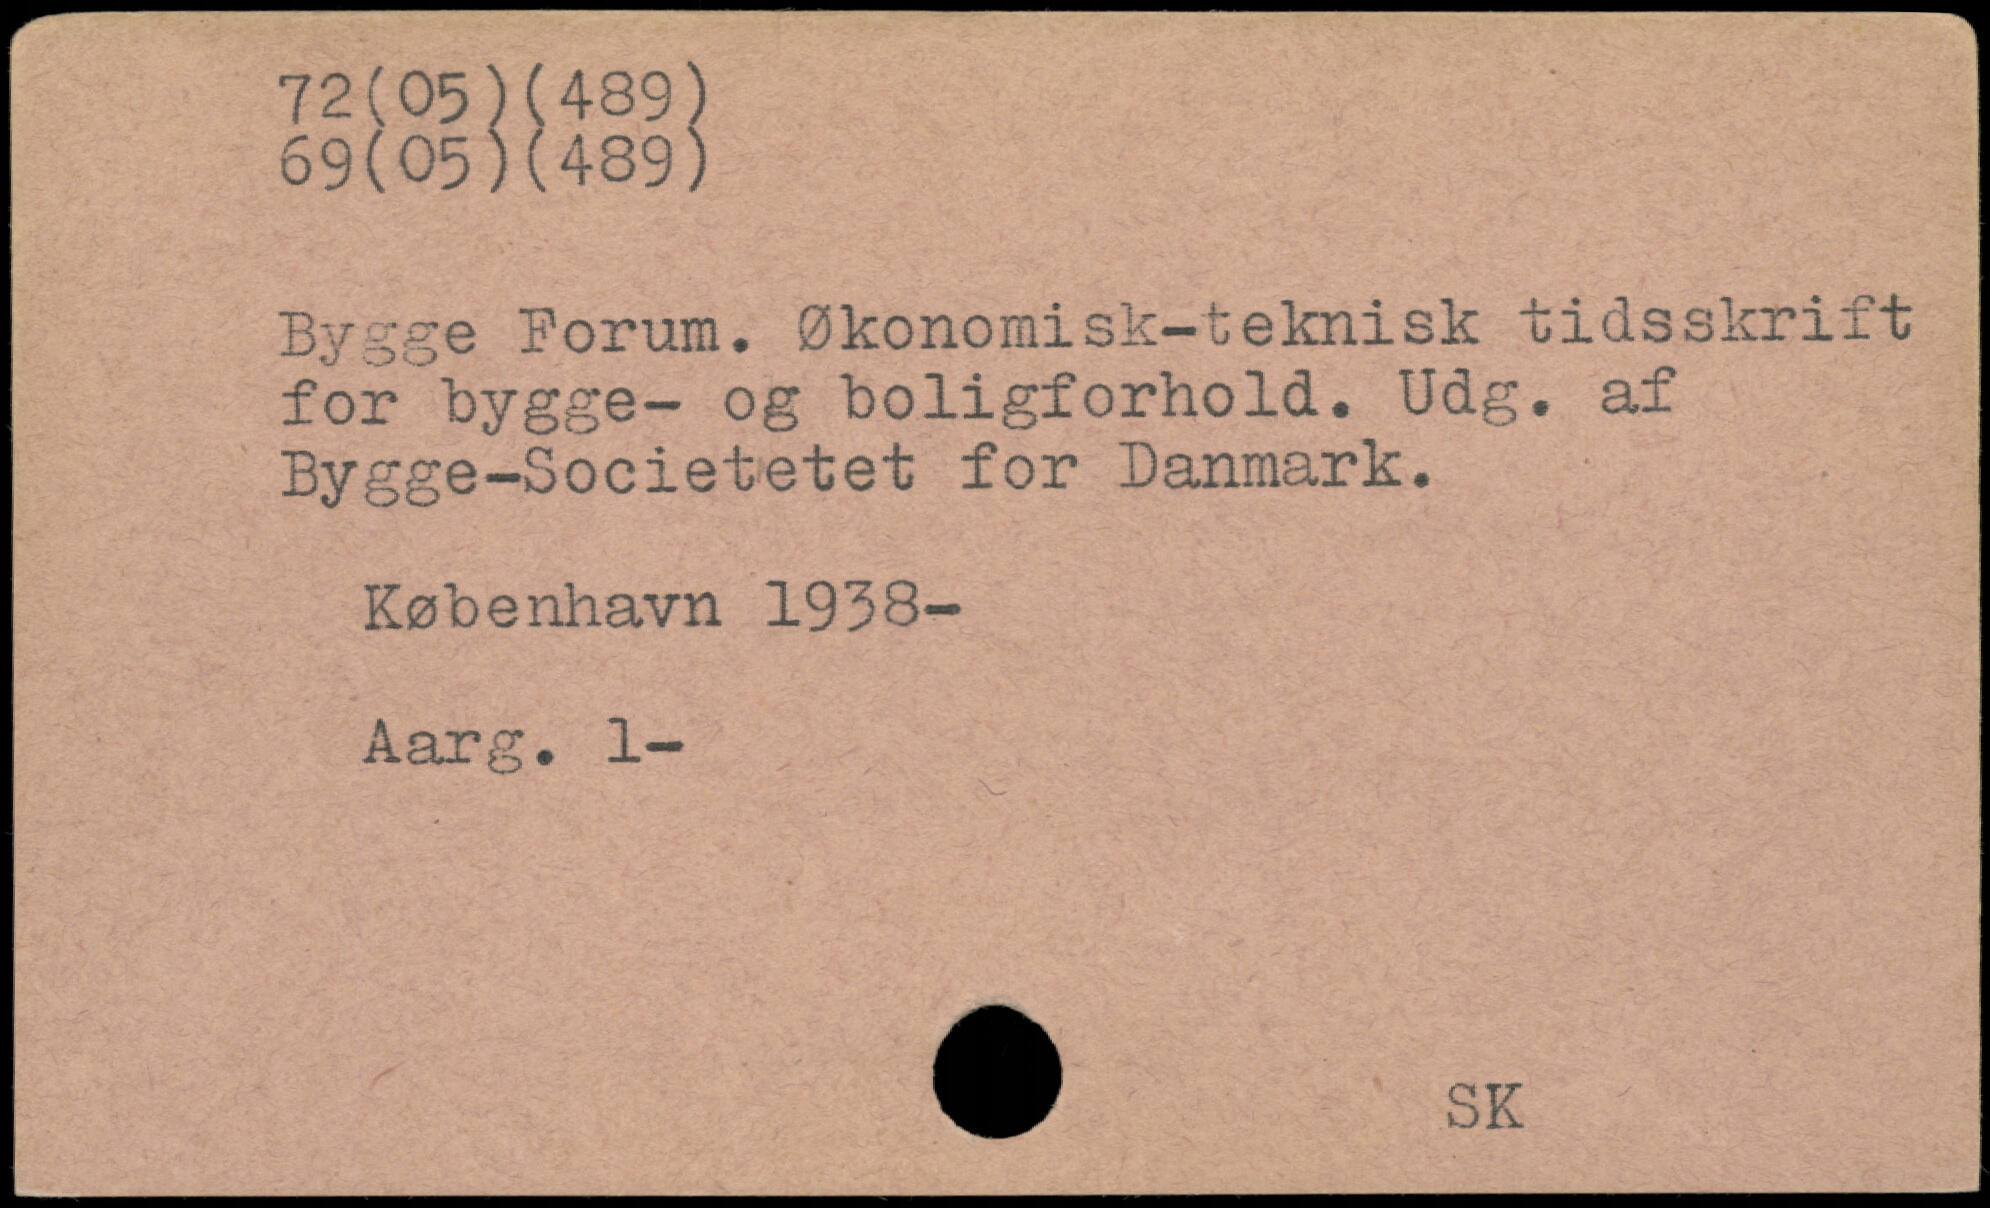 72(05)(489)
69(05)(489)
Bygge Forum. Økonomisk-teknisk tidsskrift
for bygge- og boligforhold. Udg. af
Bygge-Societetet for Danmark.
København 1938-
Aarg. 1-
SK